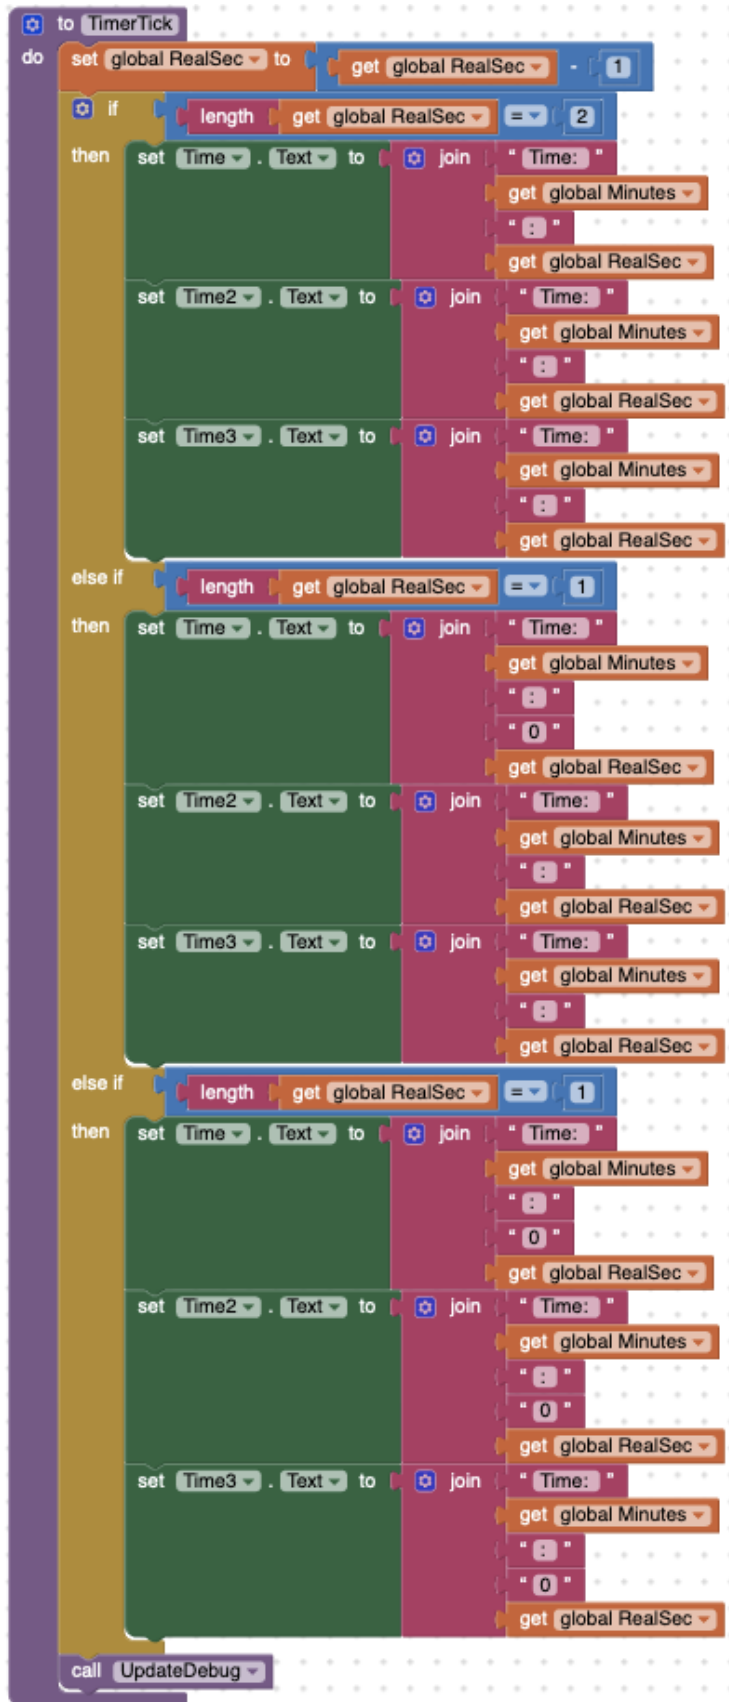 to TimerTick
do set global RealSec to get global RealSec - 1
if length get global RealSec = 2
then set Time . Text to join " Time: "
get global Minutes
" : "
get global RealSec
set Time2 . Text to join " Time: "
get global Minutes
" : "
get global RealSec
set Time3 . Text to join " Time: "
get global Minutes
" : "
get global RealSec
else if length get global RealSec = 1
then set Time . Text to join " Time: "
get global Minutes
" : "
" 0 "
get global RealSec
set Time2 . Text to join " Time: "
get global Minutes
" : "
get global RealSec
set Time3 . Text to join " Time: "
get global Minutes
" : "
get global RealSec
else if length get global RealSec = 1
then set Time . Text to join " Time: "
get global Minutes
" : "
" 0 "
get global RealSec
set Time2 . Text to join " Time: "
get global Minutes
" : "
" 0 "
get global RealSec
set Time3 . Text to join " Time: "
get global Minutes
" : "
" 0 "
get global RealSec
call UpdateDebug